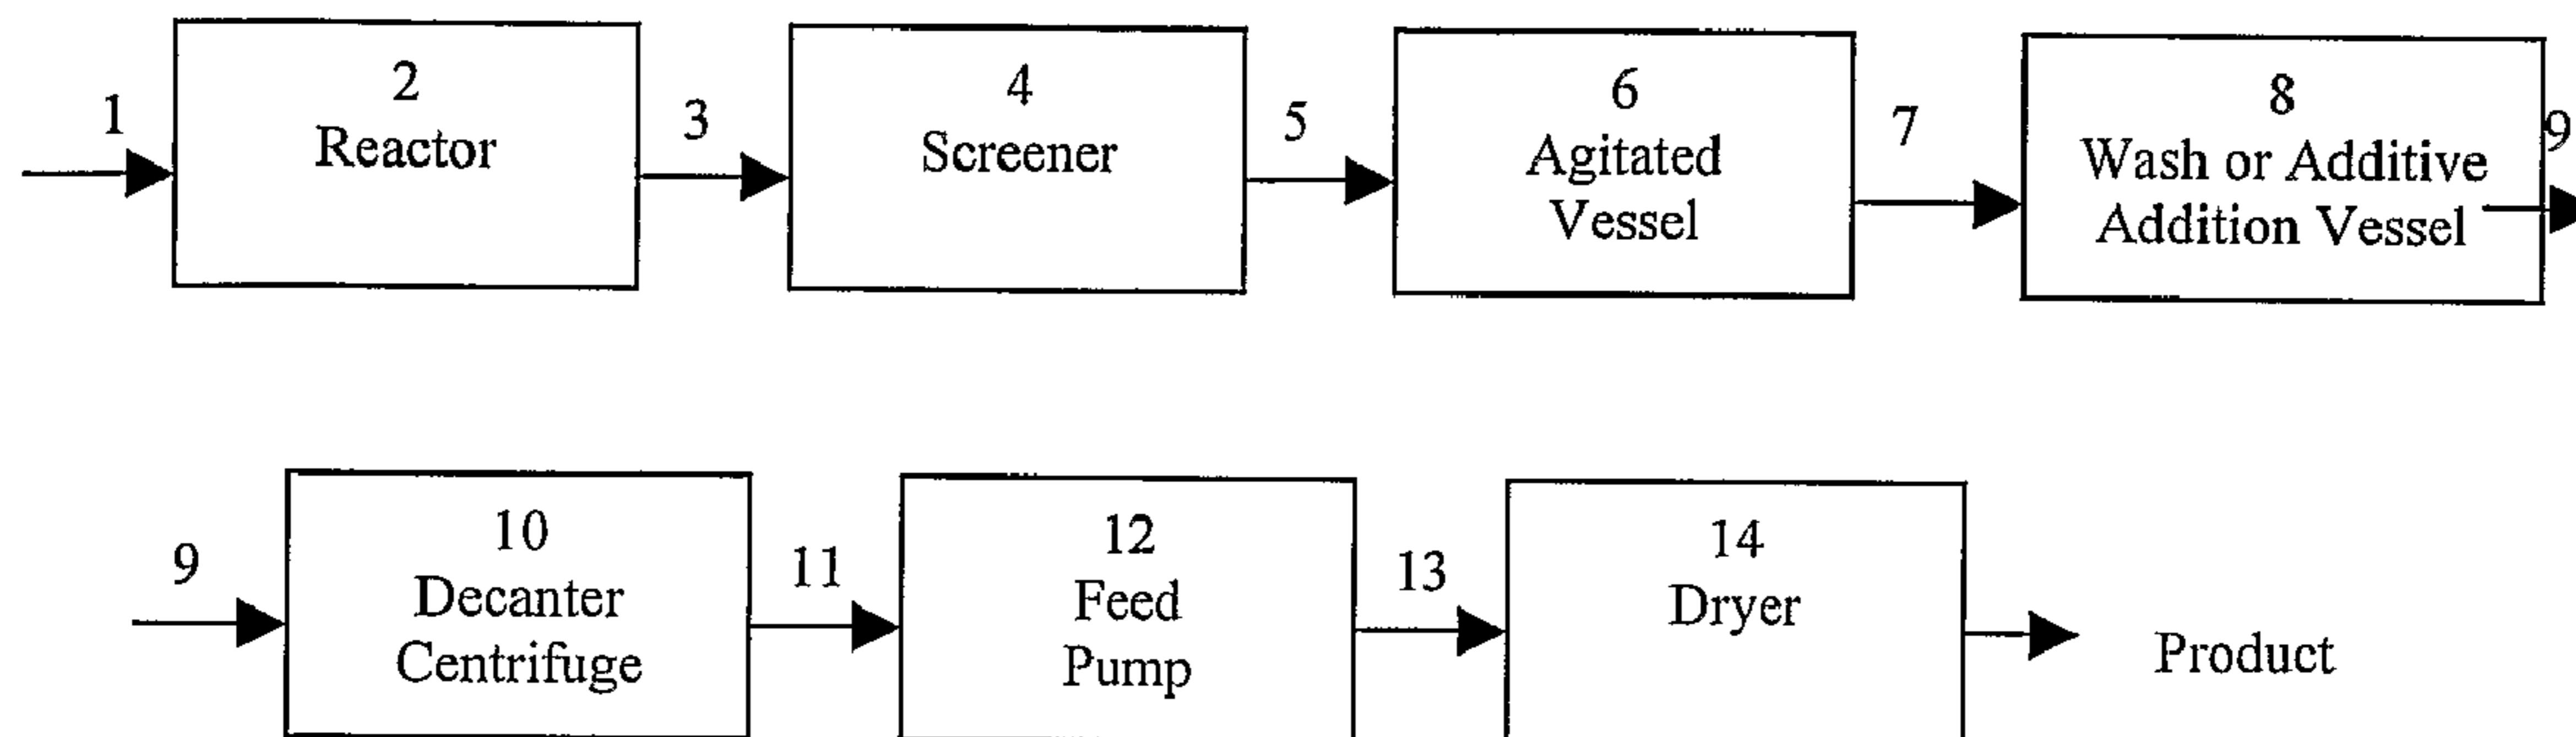 1
2
Reactor
3
4
Screener
5
6
Agitated
Vessel
7
8
Wash or Additive
Addition Vessel
9
9
10
Decanter
Centrifuge
11
12
Feed
Pump
13
14
Dryer
Product